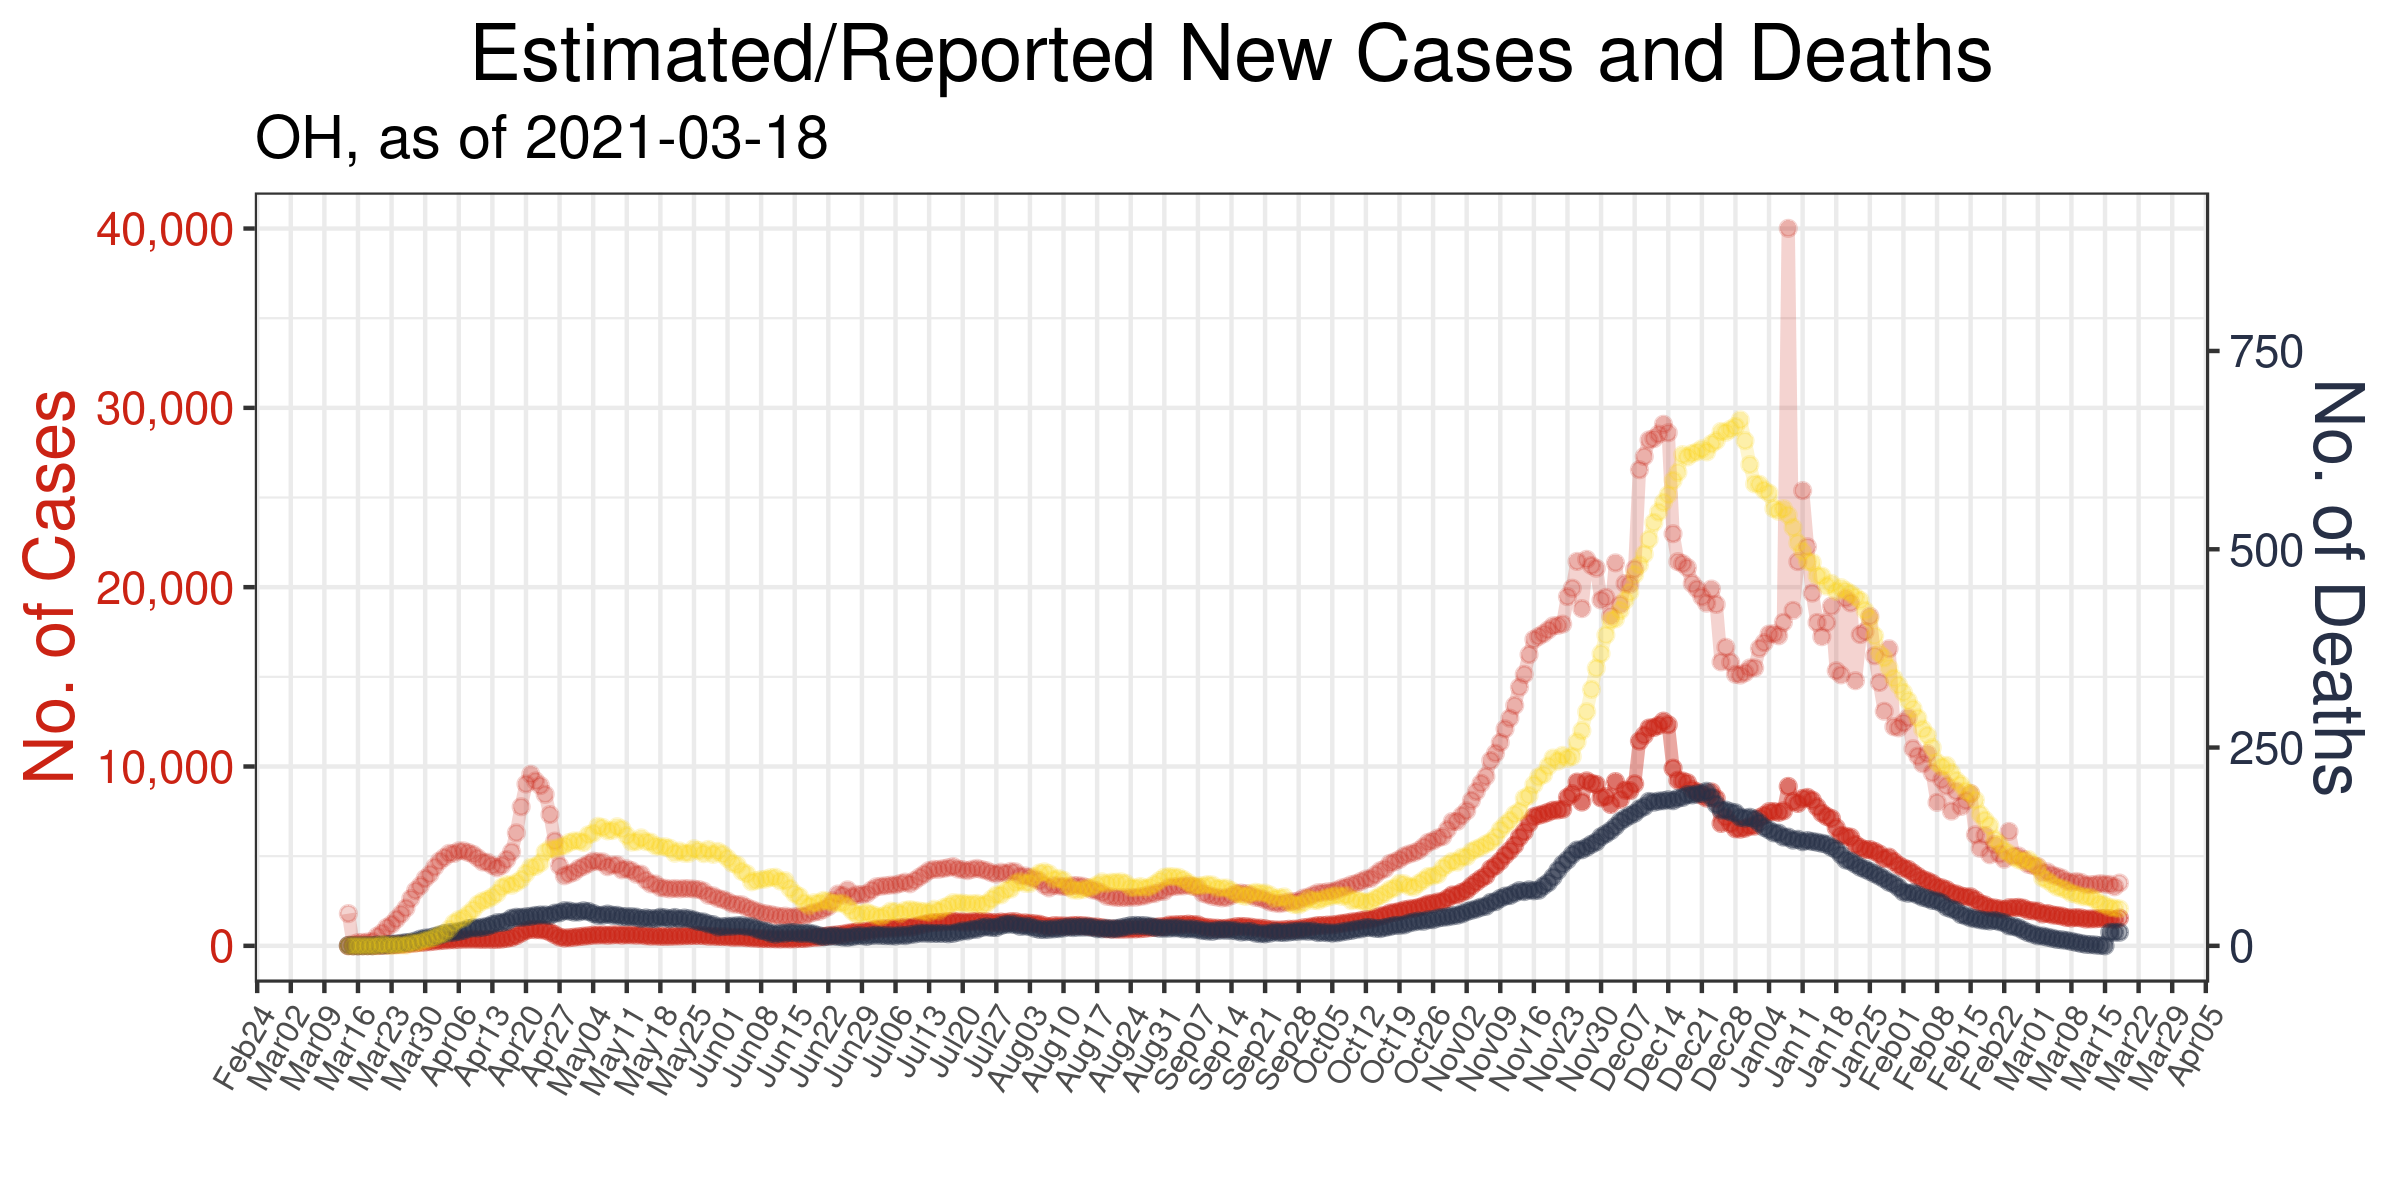 Estimated/Reported New Cases and Deaths
OH, as of 2021-03-18
No. of Cases
40,000
30,000
20,000
10,000
0
750
500
250
0
No. of Deaths
Feb24
Mar02
Mar09
Mar16
Mar23
Mar30
Apr06
Apr13
Apr20
Apr27
May04
May11
May18
May25
Jun01
Jun08
Jun15
Jun22
Jun29
Jul06
Jul13
Jul20
Jul27
Aug03
Aug10
Aug17
Aug24
Aug31
Sep07
Sep14
Sep21
Sep28
Oct05
Oct12
Oct19
Oct26
Nov02
Nov09
Nov16
Nov23
Nov30
Dec07
Dec14
Dec21
Dec28
Jan04
Jan11
Jan18
Jan25
Feb01
Feb08
Feb15
Feb22
Mar01
Mar08
Mar15
Mar22
Mar29
Apr05